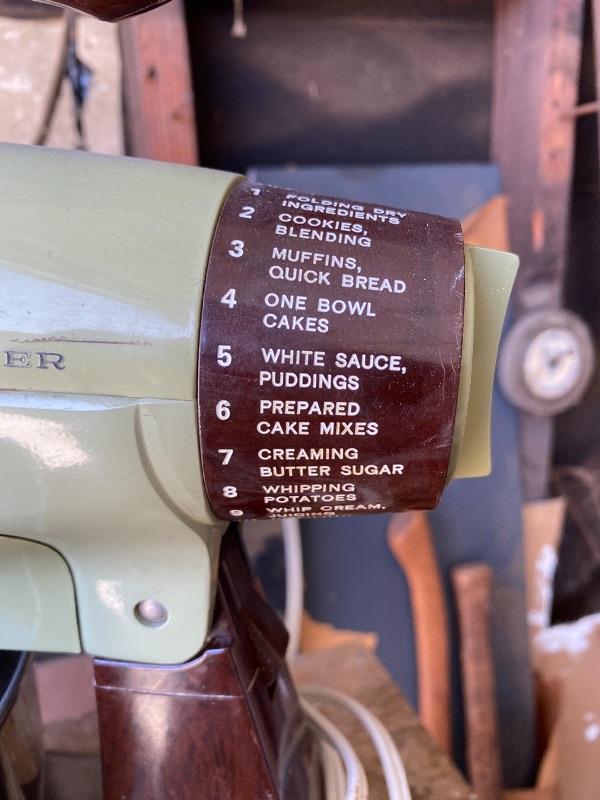 ER
1 FOLDING DRY
INGREDIENTS
2 COOKIES,
BLENDING
3 MUFFINS,
QUICK BREAD
4 ONE BOWL
CAKES
5 WHITE SAUCE,
PUDDINGS
6 PREPARED
CAKE MIXES
7 CREAMING
BUTTER SUGAR
8 WHIPPING
POTATOES
9 WHIP CREAM,
JUICING